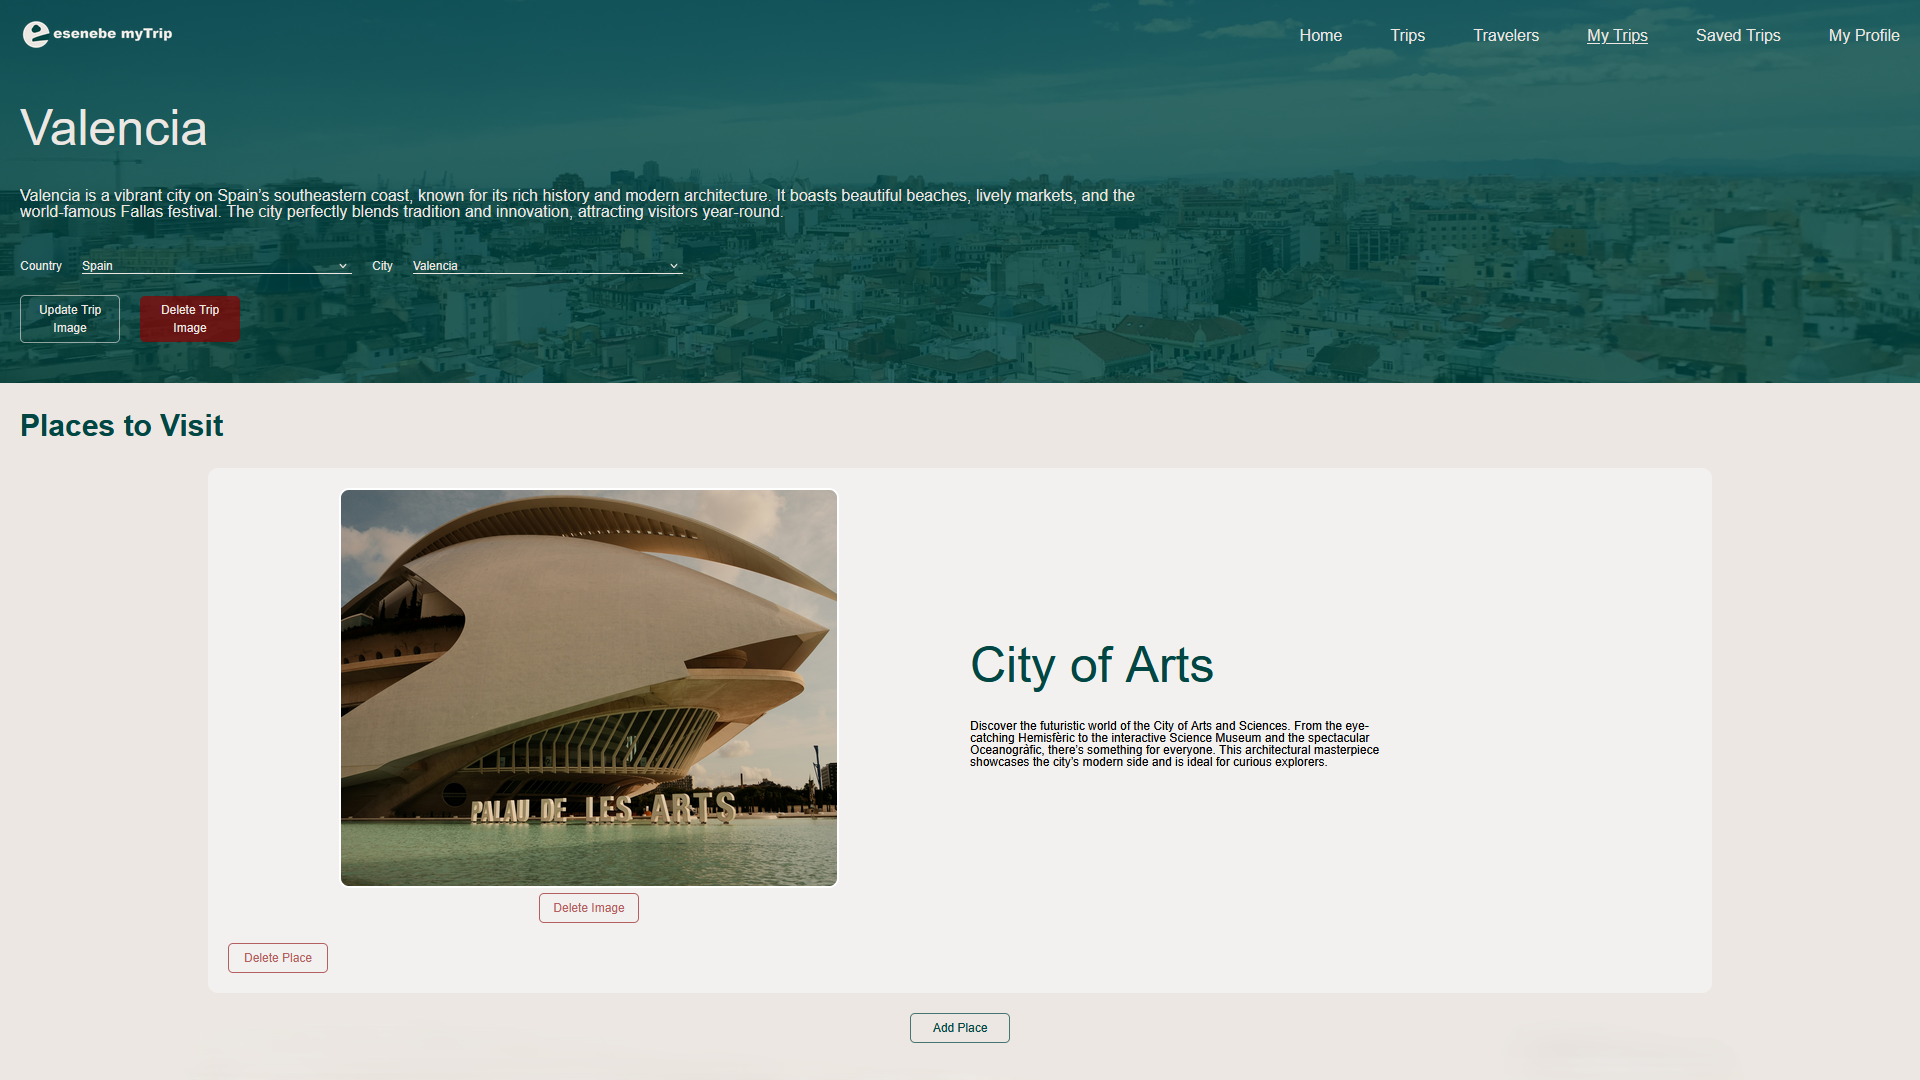 esenebe myTrip
Home
Trips
Travelers
My Trips
Saved Trips
My Profile
Valencia
Valencia is a vibrant city on Spain’s southeastern coast, known for its rich history and modern architecture. It boasts beautiful beaches, lively markets, and the
world-famous Fallas festival. The city perfectly blends tradition and innovation, attracting visitors year-round.
Country
Spain
City
Valencia
Update Trip
Image
Delete Trip
Image
Places to Visit
PALAU DE LES ARTS
City of Arts
Discover the futuristic world of the City of Arts and Sciences. From the eye-
catching Hemisfèric to the interactive Science Museum and the spectacular
Oceanogràfic, there’s something for everyone. This architectural masterpiece
showcases the city’s modern side and is ideal for curious explorers.
Delete Image
Delete Place
Add Place